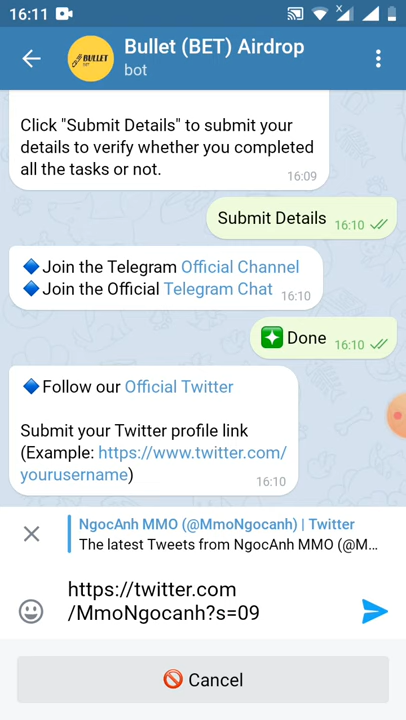 16:11
Bullet (BET) Airdrop
bot
BULLET
BET
Click "Submit Details" to submit your
details to verify whether you completed
all the tasks or not.
16:09
Submit Details 16:10
Join the Telegram Official Channel
Join the Official Telegram Chat 16:10
Done 16:10
Follow our Official Twitter
Submit your Twitter profile link
(Example: https://www.twitter.com/
yourusername)
16:10
NgocAnh MMO (@MmoNgocanh) | Twitter
The latest Tweets from NgocAnh MMO (@M...
https://twitter.com
/MmoNgocanh?s=09
Cancel